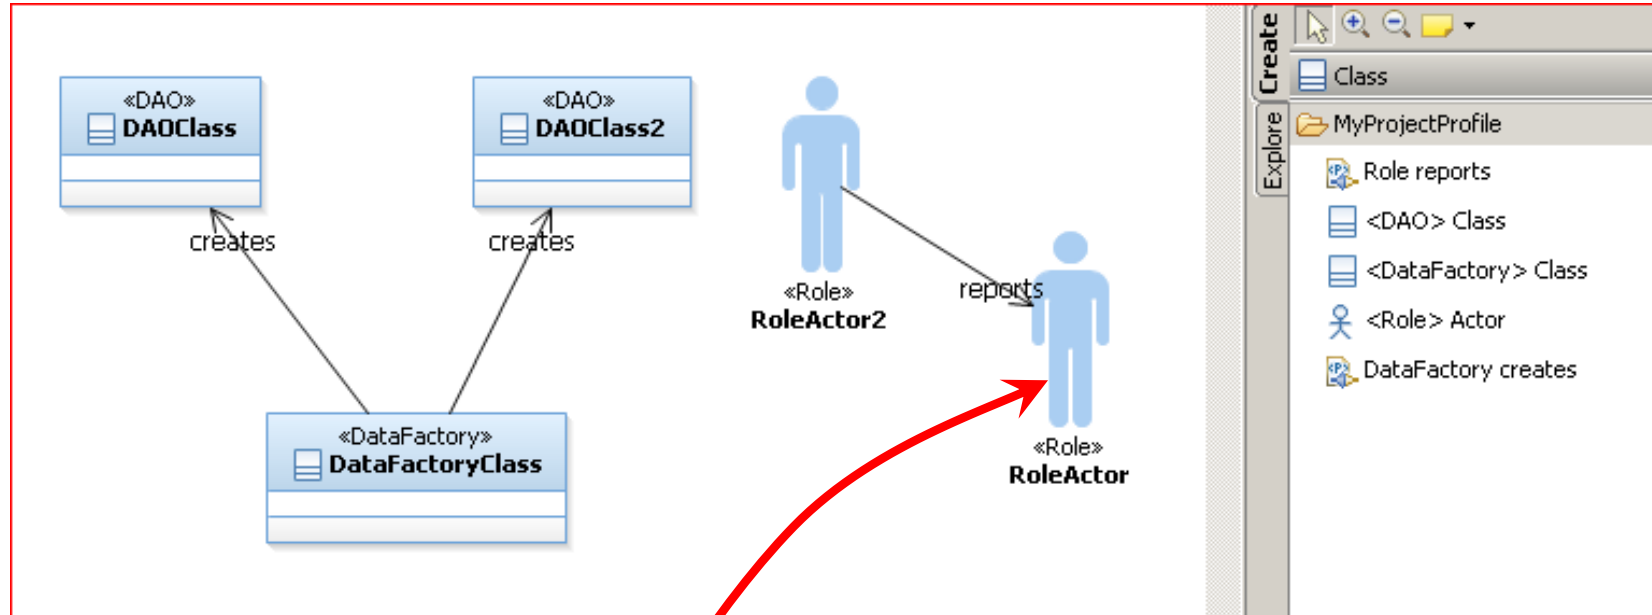 «DAO»
DAOClass
«DAO»
DAOClass2
creates
creates
«DataFactory»
DataFactoryClass
«Role»
RoleActor2
reports
«Role»
RoleActor
Create
Explore
Class
MyProjectProfile
Role reports
<DAO> Class
<DataFactory> Class
<Role> Actor
DataFactory creates